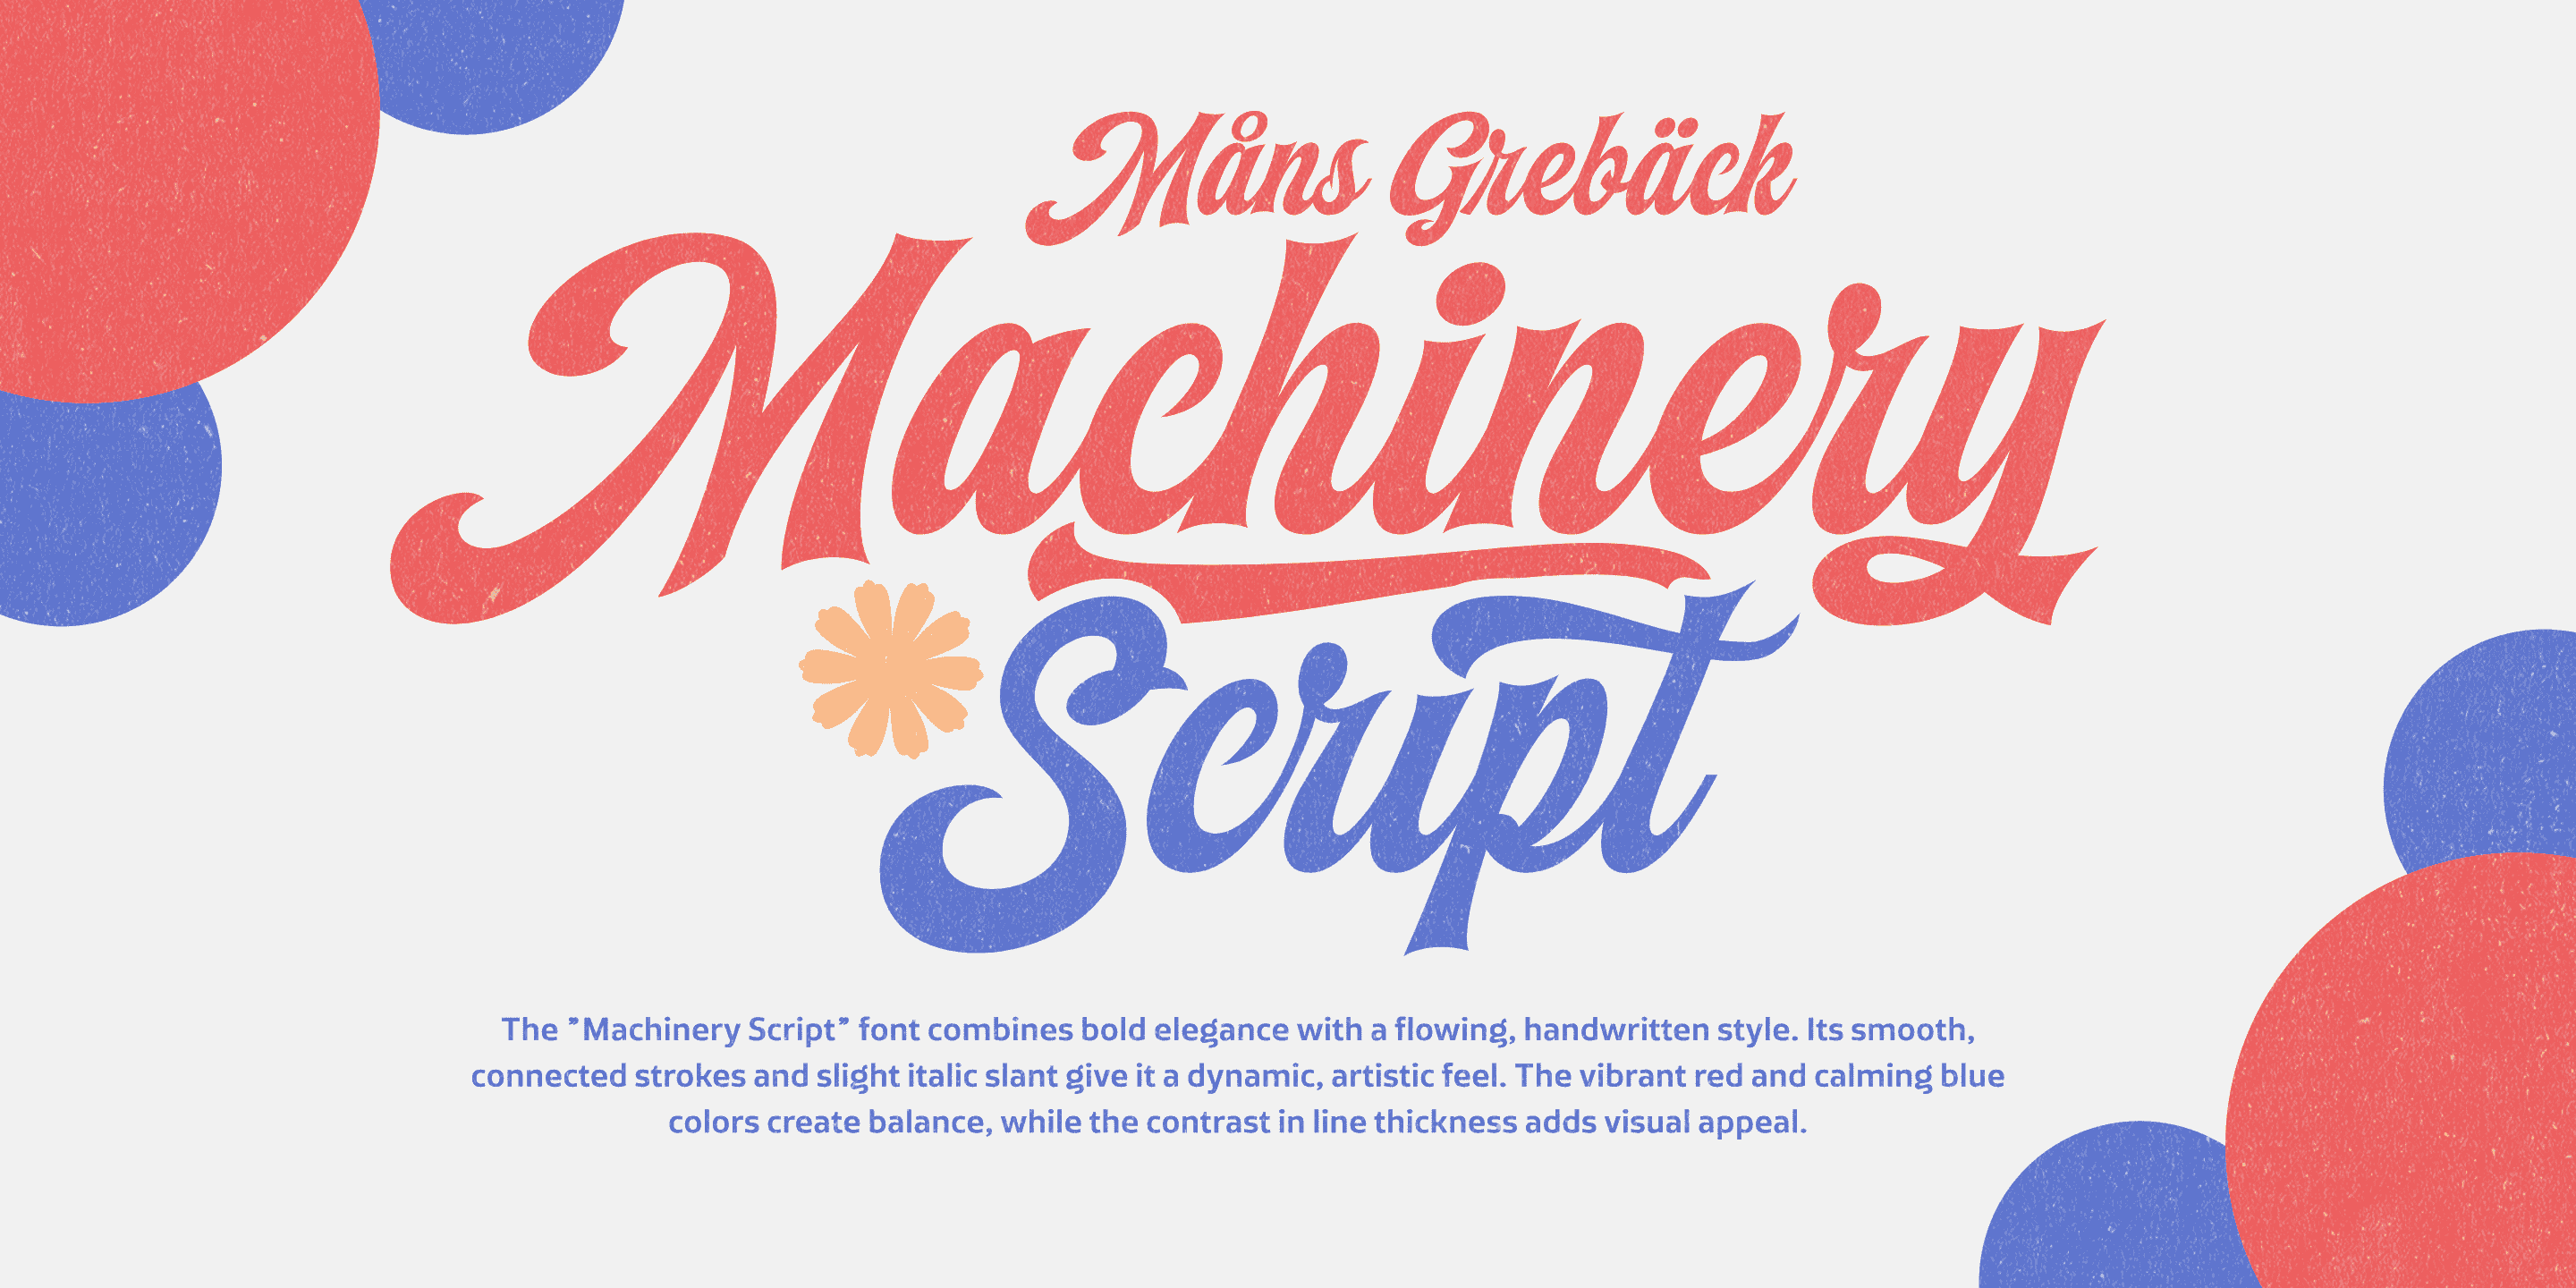 Måns Grebäck
Machinery
Script
The ”Machinery Script” font combines bold elegance with a flowing, handwritten style. Its smooth,
connected strokes and slight italic slant give it a dynamic, artistic feel. The vibrant red and calming blue
colors create balance, while the contrast in line thickness adds visual appeal.